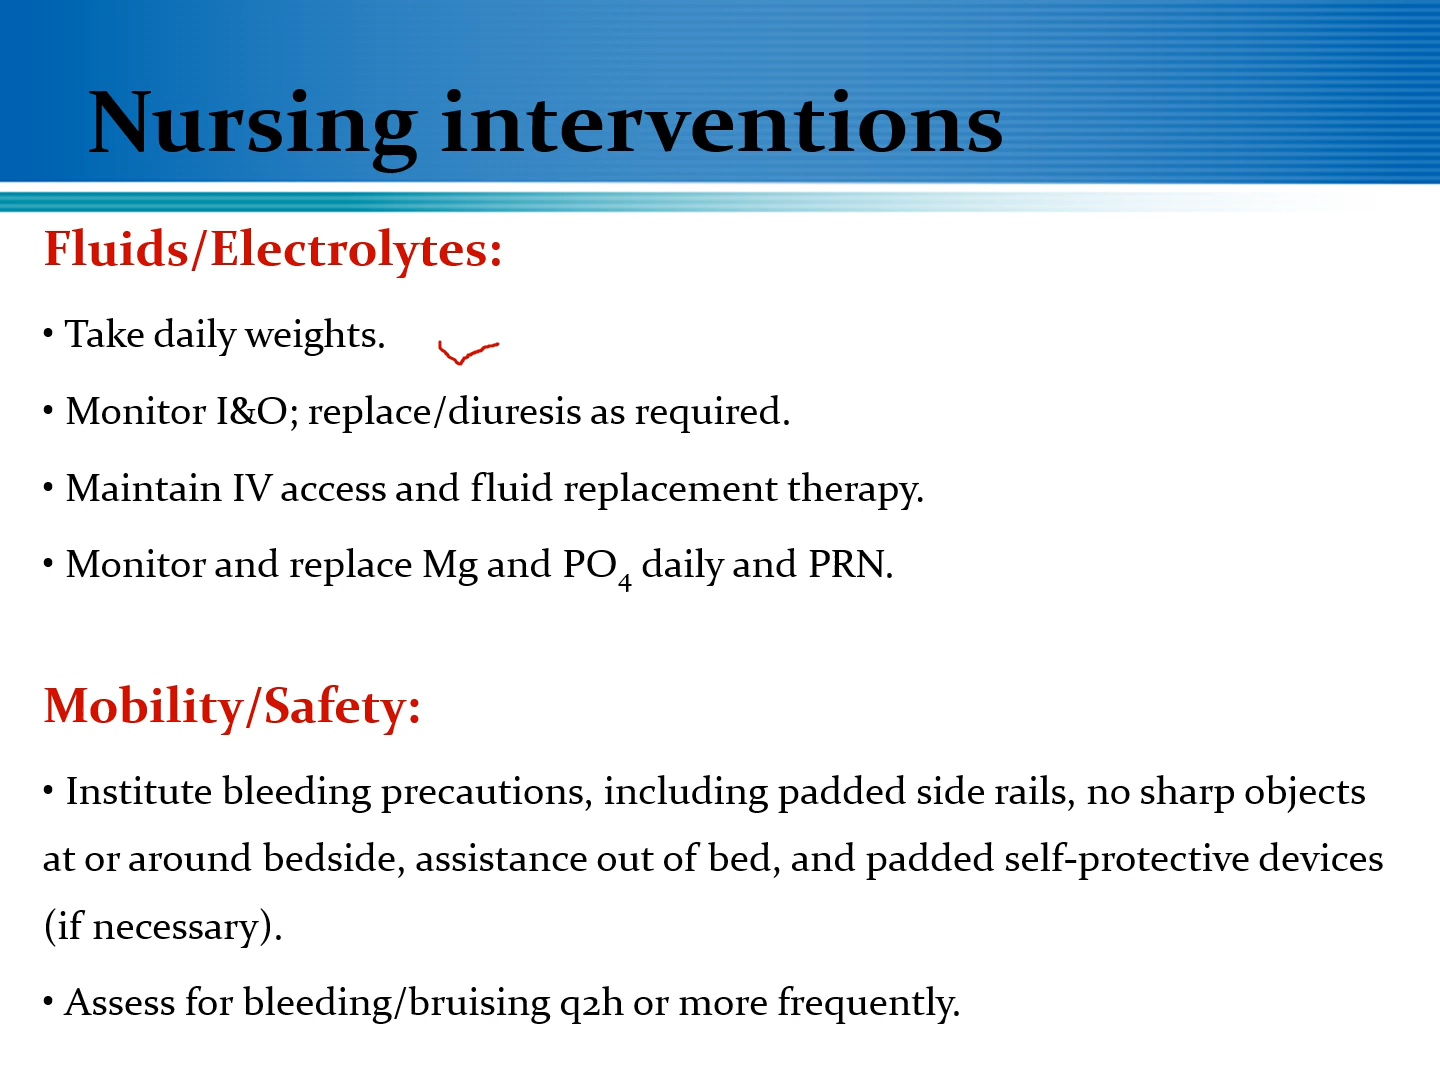 Nursing interventions
Fluids/Electrolytes:
• Take daily weights.
• Monitor I&O; replace/diuresis as required.
• Maintain IV access and fluid replacement therapy.
• Monitor and replace Mg and PO₄ daily and PRN.
Mobility/Safety:
• Institute bleeding precautions, including padded side rails, no sharp objects
at or around bedside, assistance out of bed, and padded self-protective devices
(if necessary).
• Assess for bleeding/bruising q2h or more frequently.